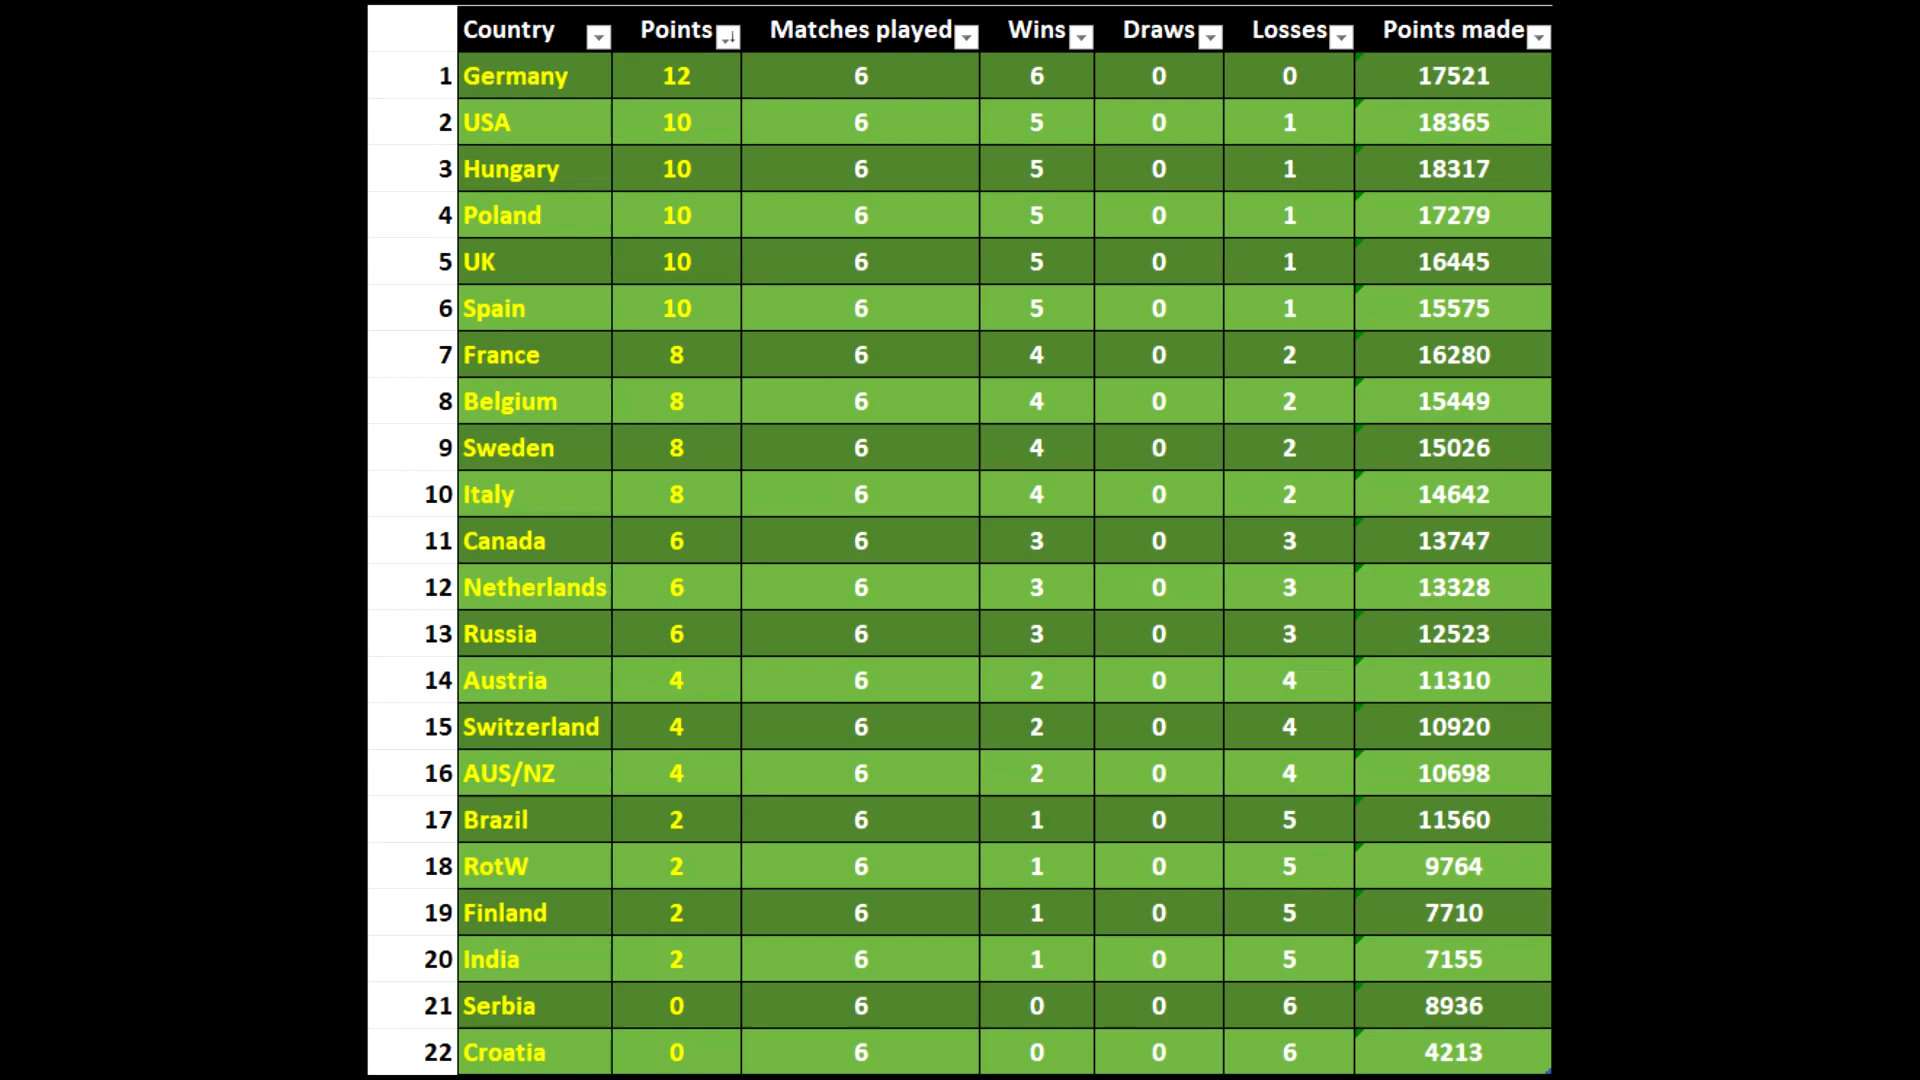 Country Points Matches played Wins Draws Losses Points made
1 Germany 12 6 6 0 0 17521
2 USA 10 6 5 0 1 18365
3 Hungary 10 6 5 0 1 18317
4 Poland 10 6 5 0 1 17279
5 UK 10 6 5 0 1 16445
6 Spain 10 6 5 0 1 15575
7 France 8 6 4 0 2 16280
8 Belgium 8 6 4 0 2 15449
9 Sweden 8 6 4 0 2 15026
10 Italy 8 6 4 0 2 14642
11 Canada 6 6 3 0 3 13747
12 Netherlands 6 6 3 0 3 13328
13 Russia 6 6 3 0 3 12523
14 Austria 4 6 2 0 4 11310
15 Switzerland 4 6 2 0 4 10920
16 AUS/NZ 4 6 2 0 4 10698
17 Brazil 2 6 1 0 5 11560
18 RotW 2 6 1 0 5 9764
19 Finland 2 6 1 0 5 7710
20 India 2 6 1 0 5 7155
21 Serbia 0 6 0 0 6 8936
22 Croatia 0 6 0 0 6 4213